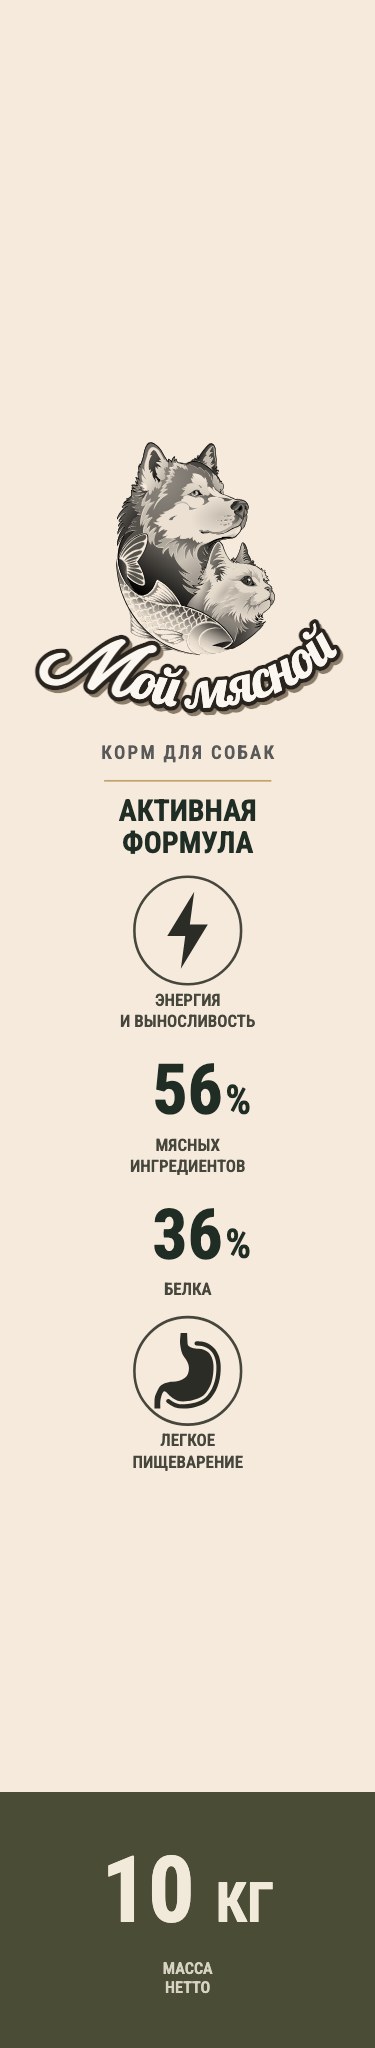 Мой мясной
КОРМ ДЛЯ СОБАК
АКТИВНАЯ
ФОРМУЛА
ЭНЕРГИЯ
И ВЫНОСЛИВОСТЬ
56%
МЯСНЫХ
ИНГРЕДИЕНТОВ
36%
БЕЛКА
ЛЕГКОЕ
ПИЩЕВАРЕНИЕ
10 кг
МАССА
НЕТТО